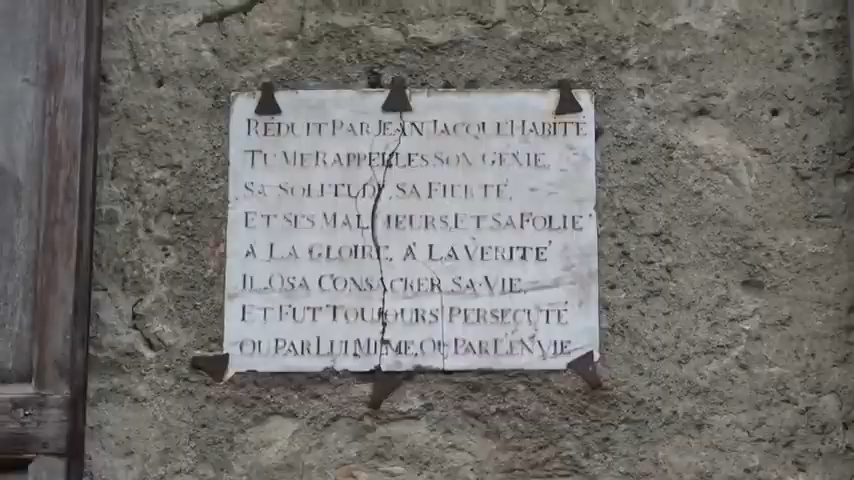 RÉDUIT PAR JEAN JACQUE HABITÉ
TU ME RAPPELLES SON GENIE,
SA SOLITUDE, SA FIERTÉ,
ET SES MALHEURS, ET SA FOLIE
A LA GLOIRE, A LA VERITÉ
IL OSA CONSACRER SA VIE,
ET FUT TOUJOURS PERSECUTÉ
OU PAR LUI MÊME, OU PAR L'ENVIE